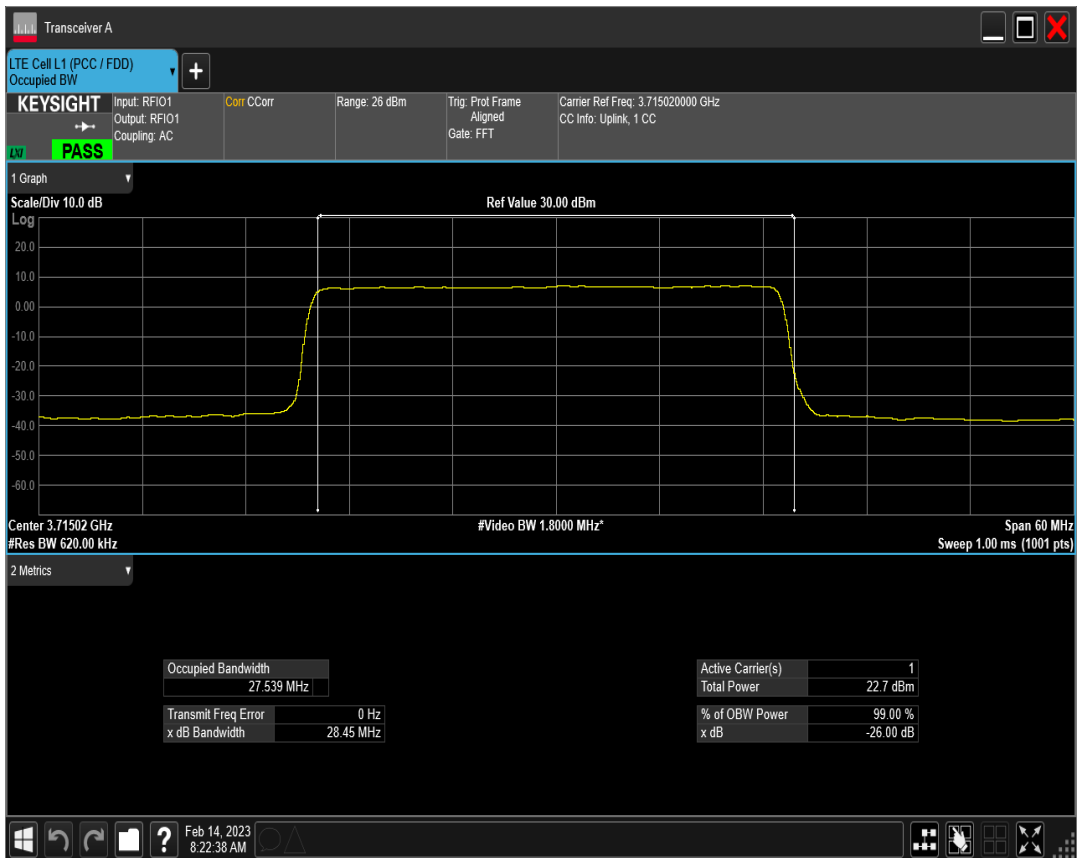 Transceiver A
LTE Cell L1 (PCC / FDD)
Occupied BW
KEYSIGHT
LXI
PASS
Input: RFIO1
Output: RFIO1
Coupling: AC
Corr CCorr
Range: 26 dBm
Trig: Prot Frame
Aligned
Gate: FFT
Carrier Ref Freq: 3.715020000 GHz
CC Info: Uplink, 1 CC
1 Graph
Scale/Div 10.0 dB
Ref Value 30.00 dBm
Log
20.0
10.0
0.00
-10.0
-20.0
-30.0
-40.0
-50.0
-60.0
Center 3.71502 GHz
#Video BW 1.8000 MHz*
Span 60 MHz
#Res BW 620.00 kHz
Sweep 1.00 ms (1001 pts)
2 Metrics
Occupied Bandwidth
27.539 MHz
Transmit Freq Error 0 Hz
x dB Bandwidth 28.45 MHz
Active Carrier(s) 1
Total Power 22.7 dBm
% of OBW Power 99.00 %
x dB -26.00 dB
Feb 14, 2023
8:22:38 AM